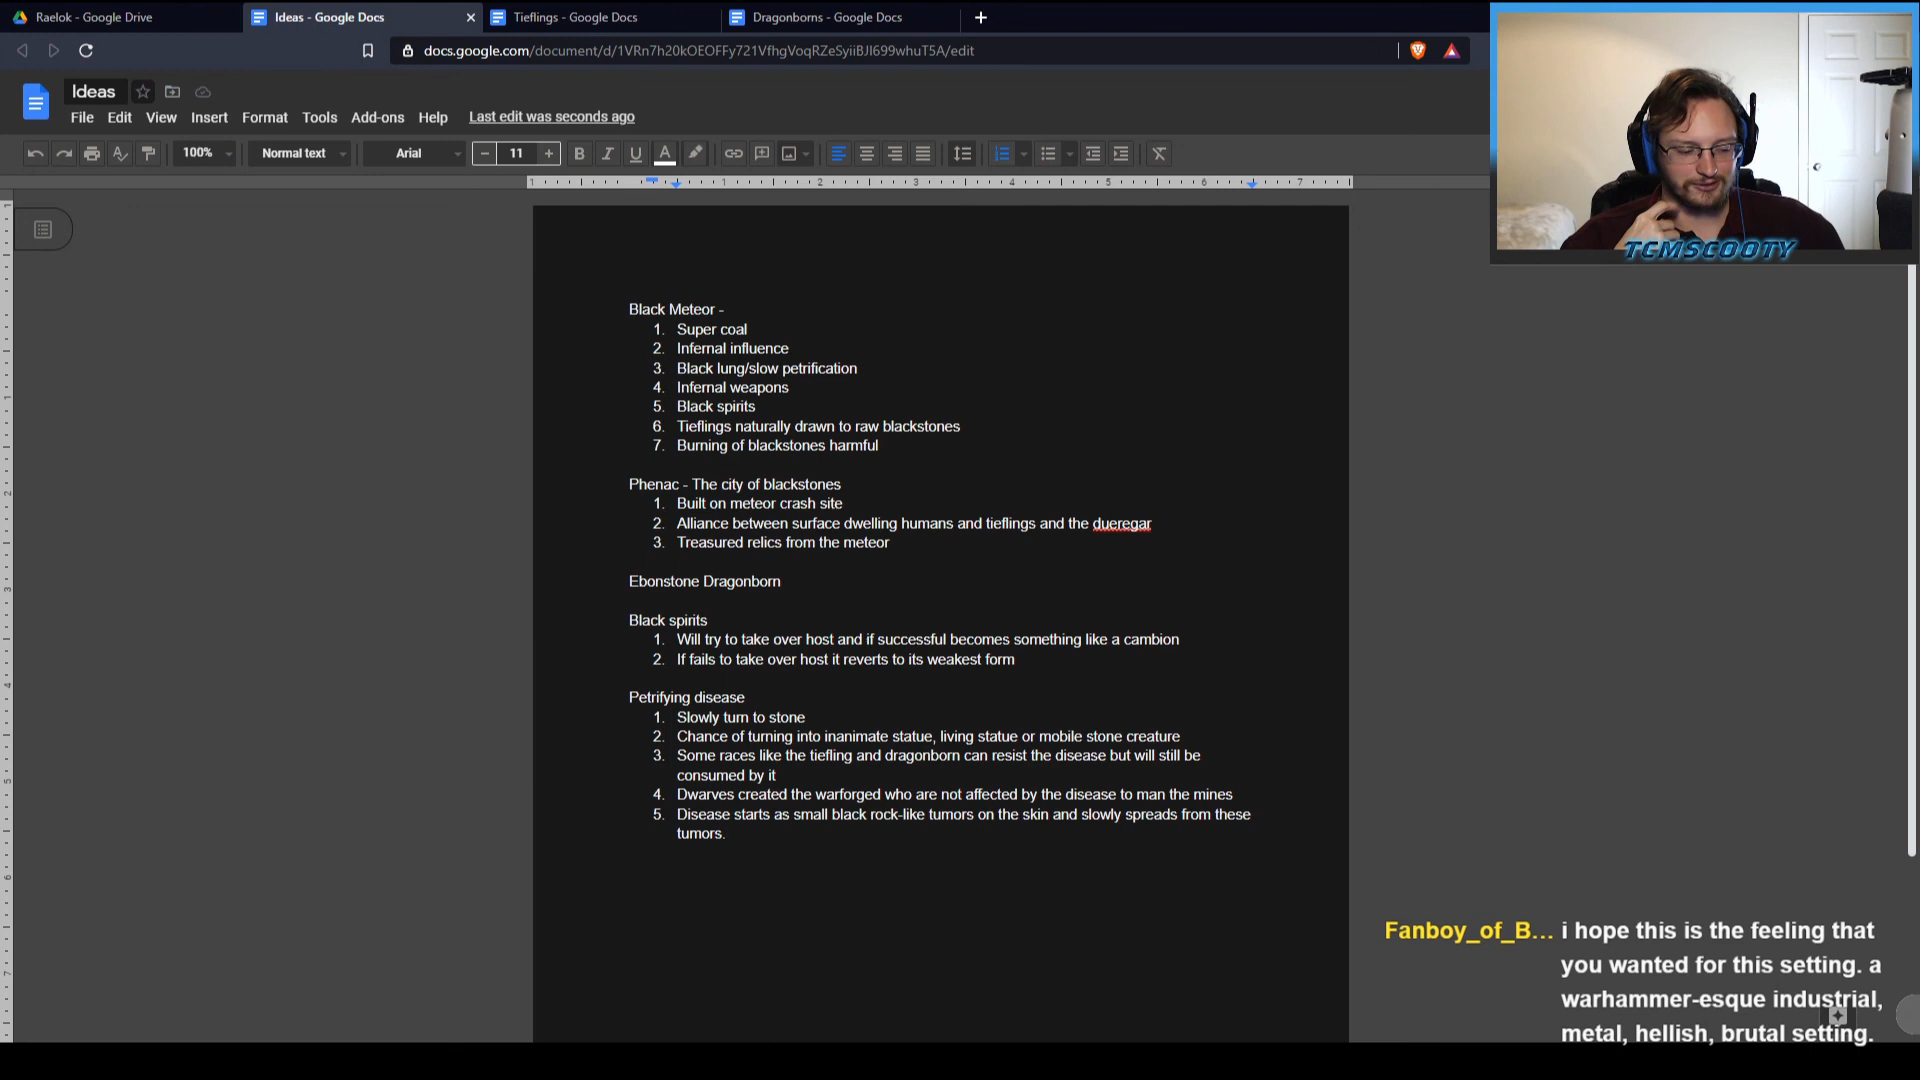 Raelok - Google Drive
Ideas - Google Docs
Tieflings - Google Docs
Dragonborns - Google Docs
docs.google.com/document/d/1VRn7h20kOEOFFy721VfhgVoqRZeSyiiBJl699whuT5A/edit
Ideas
File Edit View Insert Format Tools Add-ons Help Last edit was seconds ago
100% Normal text Arial 11
1 1 2 3 4 5 6 7
Black Meteor -
1. Super coal
2. Infernal influence
3. Black lung/slow petrification
4. Infernal weapons
5. Black spirits
6. Tieflings naturally drawn to raw blackstones
7. Burning of blackstones harmful
Phenac - The city of blackstones
1. Built on meteor crash site
2. Alliance between surface dwelling humans and tieflings and the dueregar
3. Treasured relics from the meteor
Ebonstone Dragonborn
Black spirits
1. Will try to take over host and if successful becomes something like a cambion
2. If fails to take over host it reverts to its weakest form
Petrifying disease
1. Slowly turn to stone
2. Chance of turning into inanimate statue, living statue or mobile stone creature
3. Some races like the tiefling and dragonborn can resist the disease but will still be
consumed by it
4. Dwarves created the warforged who are not affected by the disease to man the mines
5. Disease starts as small black rock-like tumors on the skin and slowly spreads from these
tumors.
TCMSCOOTY
Fanboy_of_B... i hope this is the feeling that
you wanted for this setting. a
warhammer-esque industrial,
metal, hellish, brutal setting.